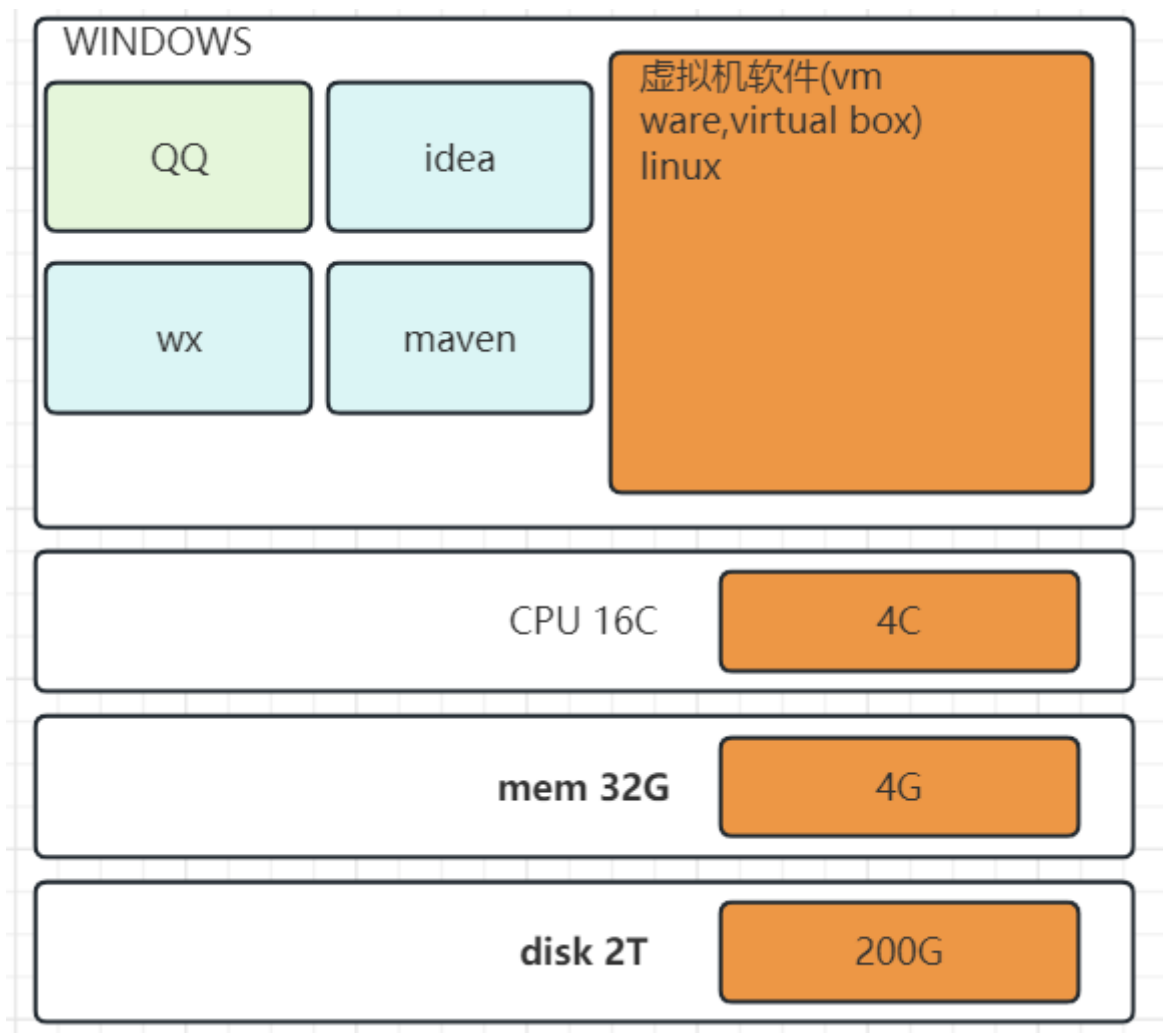 WINDOWS
QQ
idea
wx
maven
虚拟机软件(vm
ware,virtual box)
linux
CPU 16C
4C
mem 32G
4G
disk 2T
200G